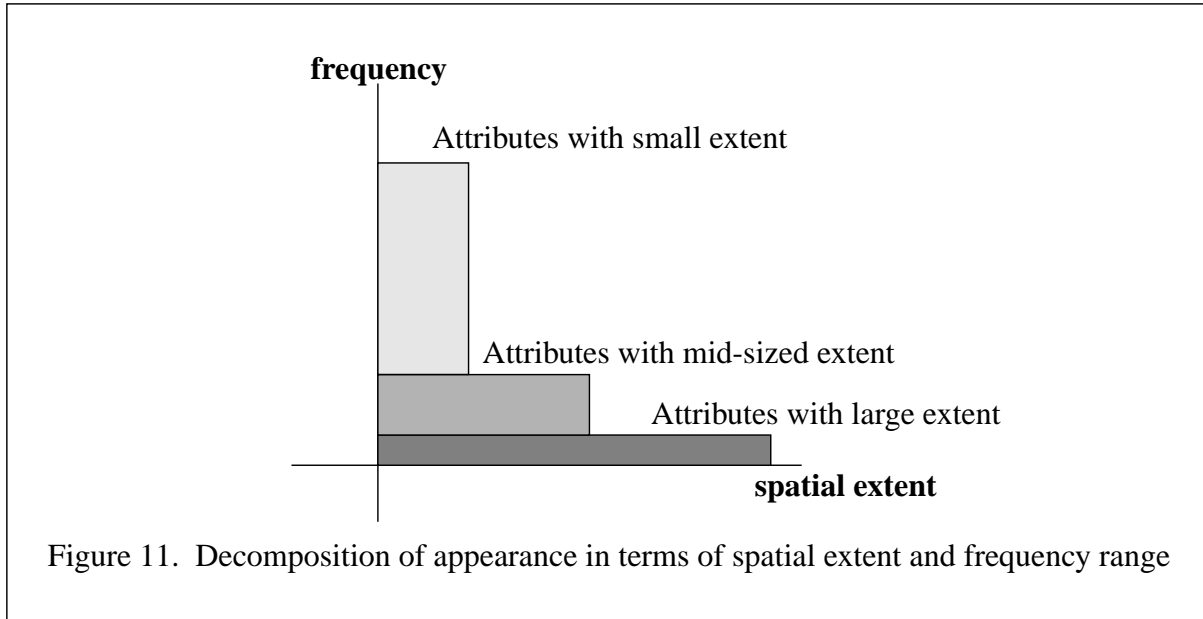 frequency
Attributes with small extent
Attributes with mid-sized extent
Attributes with large extent
spatial extent
Figure 11.  Decomposition of appearance in terms of spatial extent and frequency range